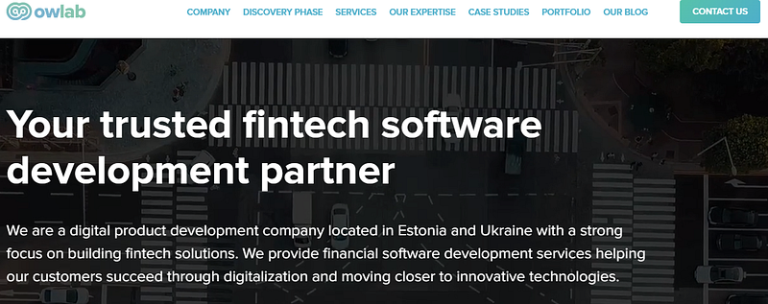 owlab
COMPANY DISCOVERY PHASE SERVICES OUR EXPERTISE CASE STUDIES PORTFOLIO OUR BLOG CONTACT US
Your trusted fintech software
development partner
We are a digital product development company located in Estonia and Ukraine with a strong
focus on building fintech solutions. We provide financial software development services helping
our customers succeed through digitalization and moving closer to innovative technologies.